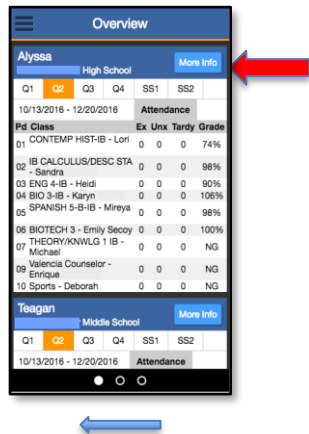 Overview
Alyssa
High School
More Info
Q1 Q2 Q3 Q4 SS1 SS2
10/13/2016 - 12/20/2016 Attendance
Pd Class Ex Unx Tardy Grade
01 CONTEMP HIST-IB - Lori 0 0 0 74%
02 IB CALCULUS/DESC STA - Sandra 0 0 0 98%
03 ENG 4-IB - Heidi 0 0 0 90%
04 BIO 3-IB - Karyn 0 0 0 106%
05 SPANISH 5-B-IB - Mireya 0 0 0 98%
06 BIOTECH 3 - Emily Secoy 0 0 0 100%
07 THEORY/KNWLG 1 IB - Michael 0 0 0 NG
09 Valencia Counselor - Enrique 0 0 0 NG
10 Sports - Deborah 0 0 0 NG
Teagan
Middle School
More Info
Q1 Q2 Q3 Q4 SS1 SS2
10/13/2016 - 12/20/2016 Attendance